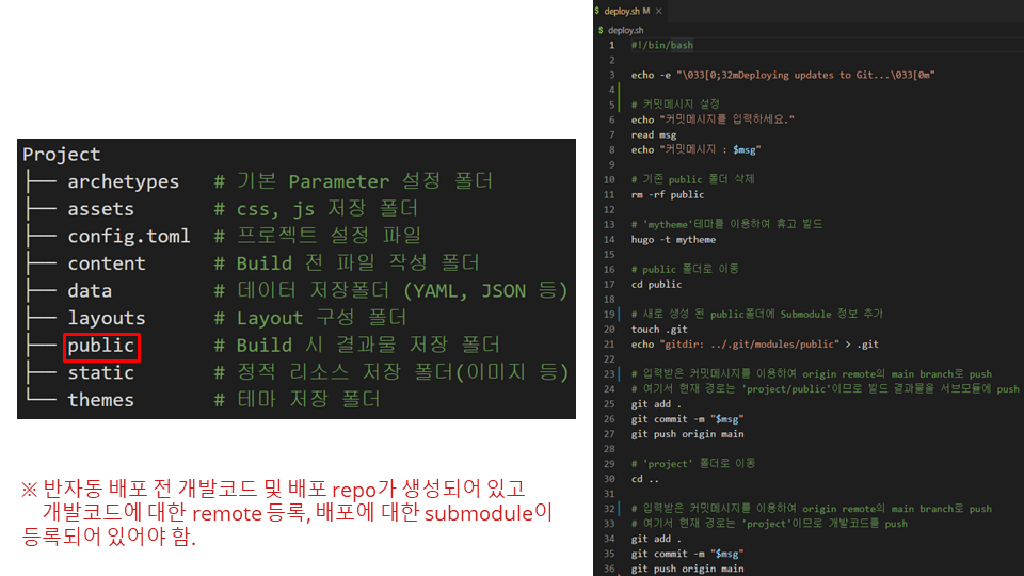 Project
├── archetypes # 기본 Parameter 설정 폴더
├── assets # css, js 저장 폴더
├── config.toml # 프로젝트 설정 파일
├── content # Build 전 파일 작성 폴더
├── data # 데이터 저장폴더 (YAML, JSON 등)
├── layouts # Layout 구성 폴더
├── public # Build 시 결과물 저장 폴더
├── static # 정적 리소스 저장 폴더(이미지 등)
└── themes # 테마 저장 폴더
※ 반자동 배포 전 개발코드 및 배포 repo가 생성되어 있고
개발코드에 대한 remote 등록, 배포에 대한 submodule이
등록되어 있어야 함.
$ deploy.sh M ×
$ deploy.sh
1 #!/bin/bash
2
3 echo -e "\033[0;32mDeploying updates to Git...\033[0m"
4
5 # 커밋메시지 설정
6 echo "커밋메시지를 입력하세요."
7 read msg
8 echo "커밋메시지 : $msg"
9
10 # 기존 public 폴더 삭제
11 rm -rf public
12
13 # 'mytheme'테마를 이용하여 휴고 빌드
14 hugo -t mytheme
15
16 # public 폴더로 이동
17 cd public
18
19 # 새로 생성 된 public폴더에 Submodule 정보 추가
20 touch .git
21 echo "gitdir: ../.git/modules/public" > .git
22
23 # 입력받은 커밋메시지를 이용하여 origin remote의 main branch로 push
24 # 여기서 현재 경로는 "project/public'이므로 빌드 결과물을 서브모듈에 push
25 git add .
26 git commit -m "$msg"
27 git push origin main
28
29 # 'project' 폴더로 이동
30 cd ..
31
32 # 입력받은 커밋메시지를 이용하여 origin remote의 main branch로 push
33 # 여기서 현재 경로는 "project'이므로 개발코드를 push
34 git add .
35 git commit -m "$msg"
36 git push origin main